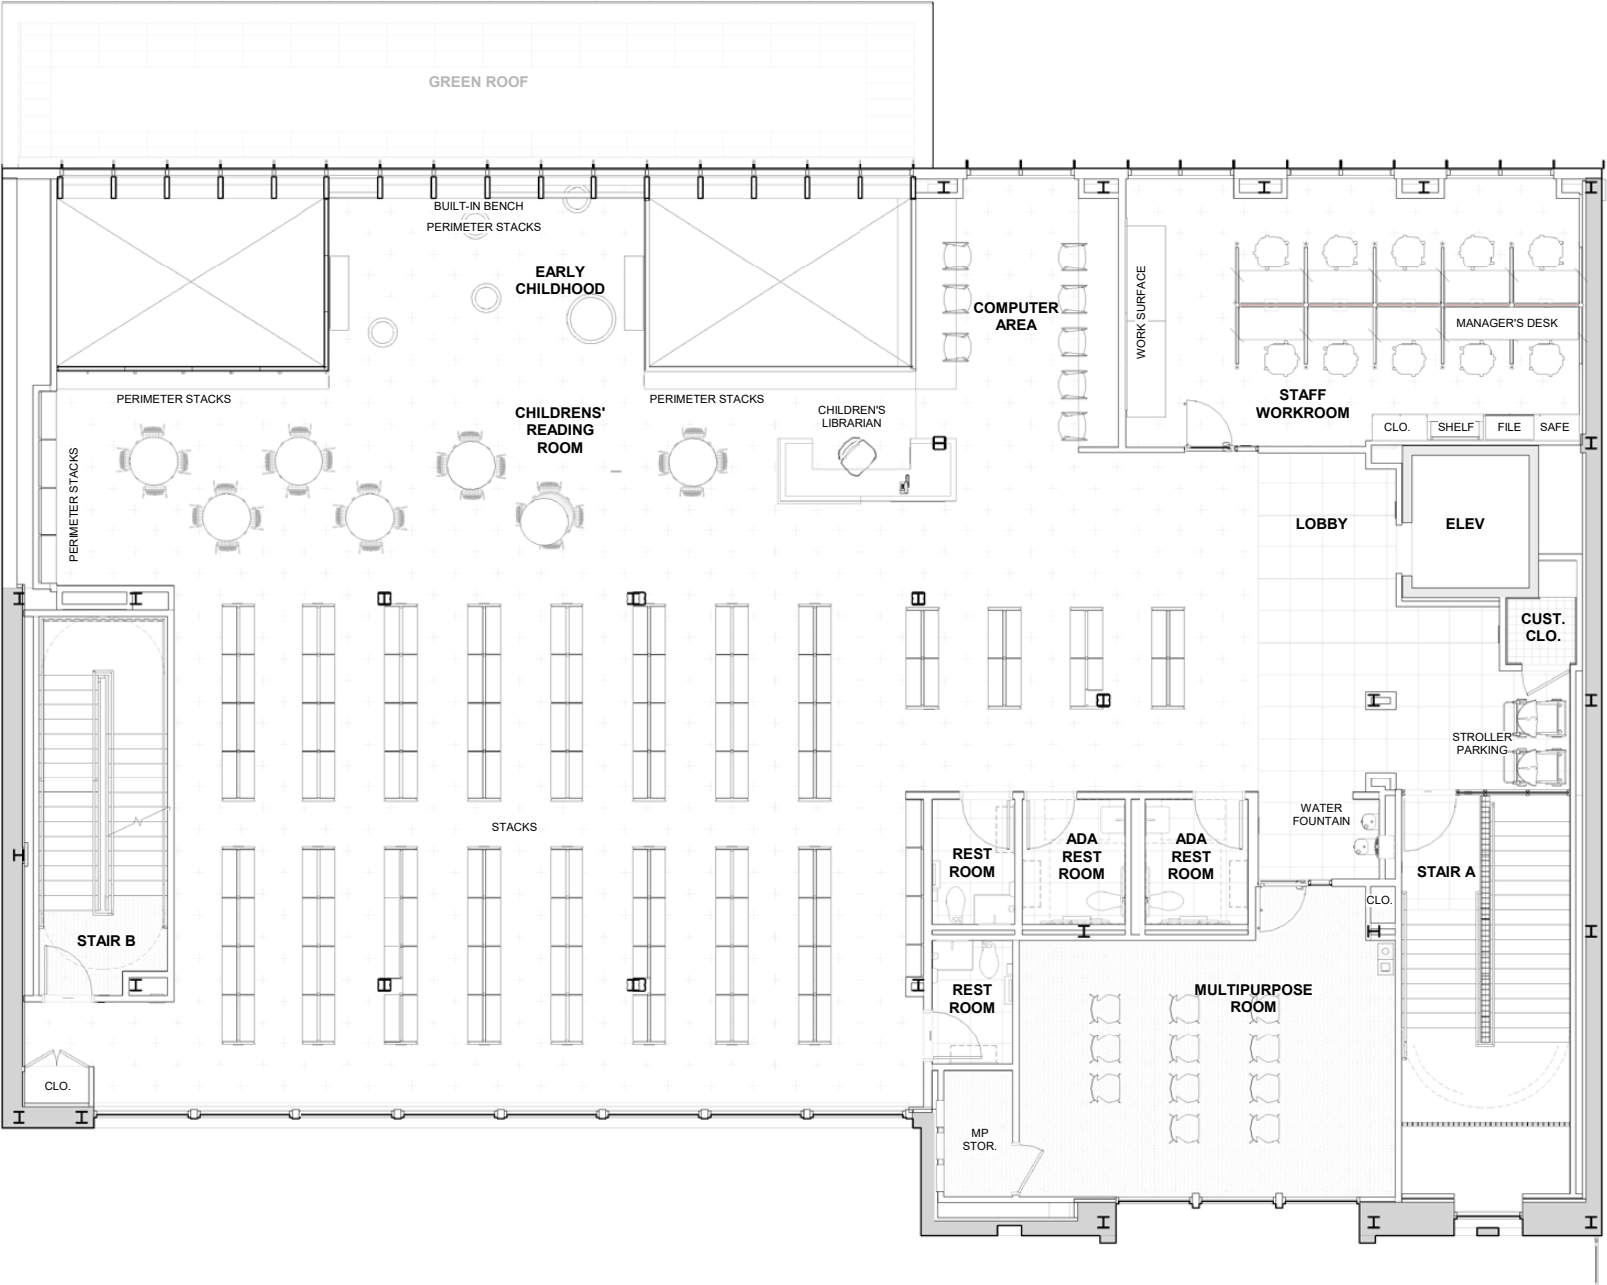 GREEN ROOF
BUILT-IN BENCH
PERIMETER STACKS
EARLY
CHILDHOOD
COMPUTER
AREA
WORK SURFACE
MANAGER'S DESK
STAFF
WORKROOM
CLO.
SHELF
FILE
SAFE
PERIMETER STACKS
PERIMETER STACKS
CHILDRENS'
READING
ROOM
CHILDREN'S
LIBRARIAN
PERIMETER STACKS
LOBBY
ELEV
CUST.
CLO.
STROLLER
PARKING
STACKS
WATER
FOUNTAIN
REST
ROOM
ADA
REST
ROOM
ADA
REST
ROOM
STAIR A
CLO.
STAIR B
REST
ROOM
MULTIPURPOSE
ROOM
CLO.
MP
STOR.